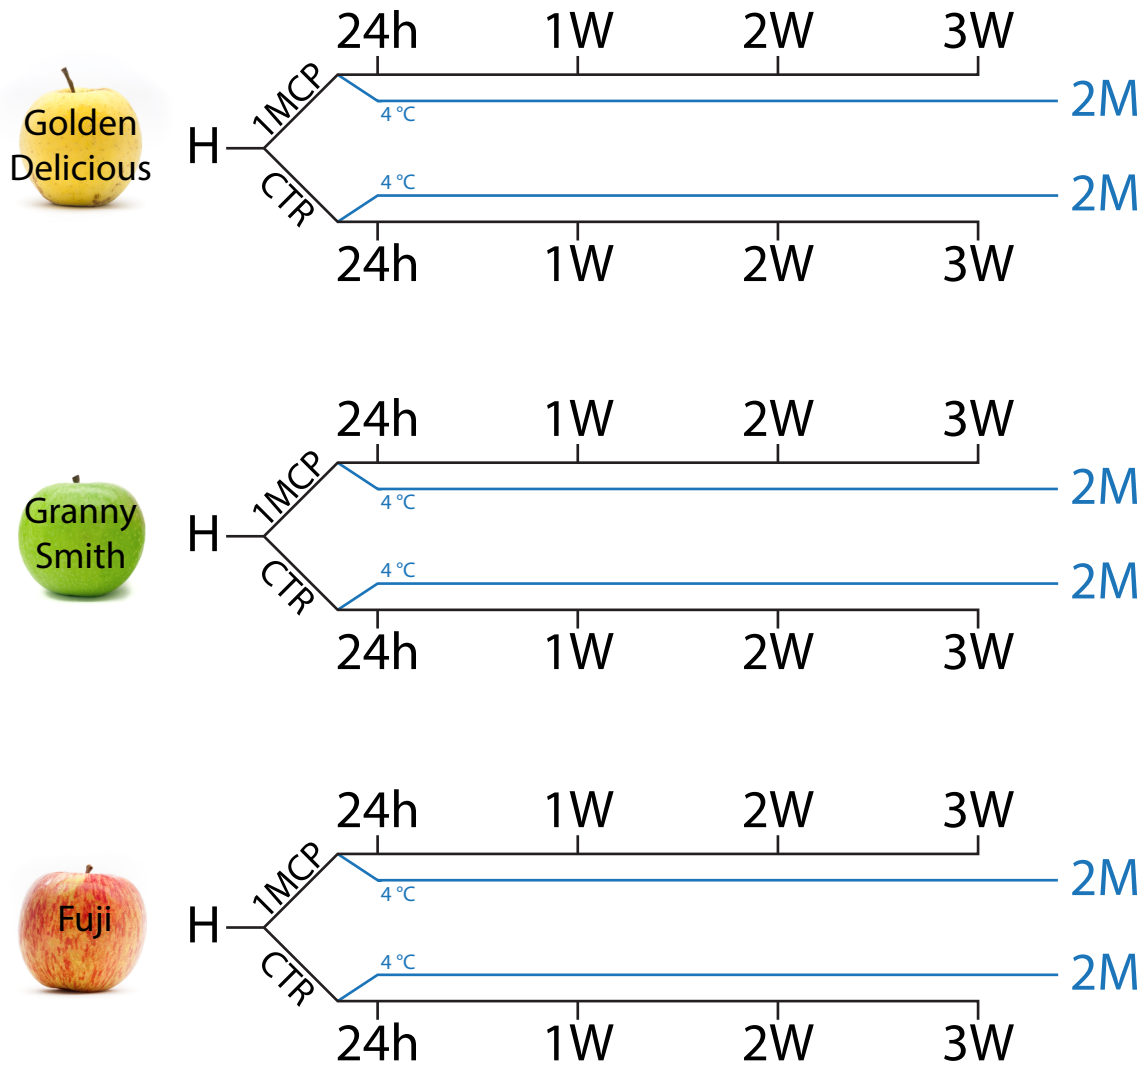 24h 1W 2W 3W
1MCP
4 °C
2M
Golden
Delicious
H
CTR
4 °C
2M
24h 1W 2W 3W
24h 1W 2W 3W
1MCP
4 °C
2M
Granny
Smith
H
CTR
4 °C
2M
24h 1W 2W 3W
24h 1W 2W 3W
1MCP
4 °C
2M
Fuji
H
CTR
4 °C
2M
24h 1W 2W 3W